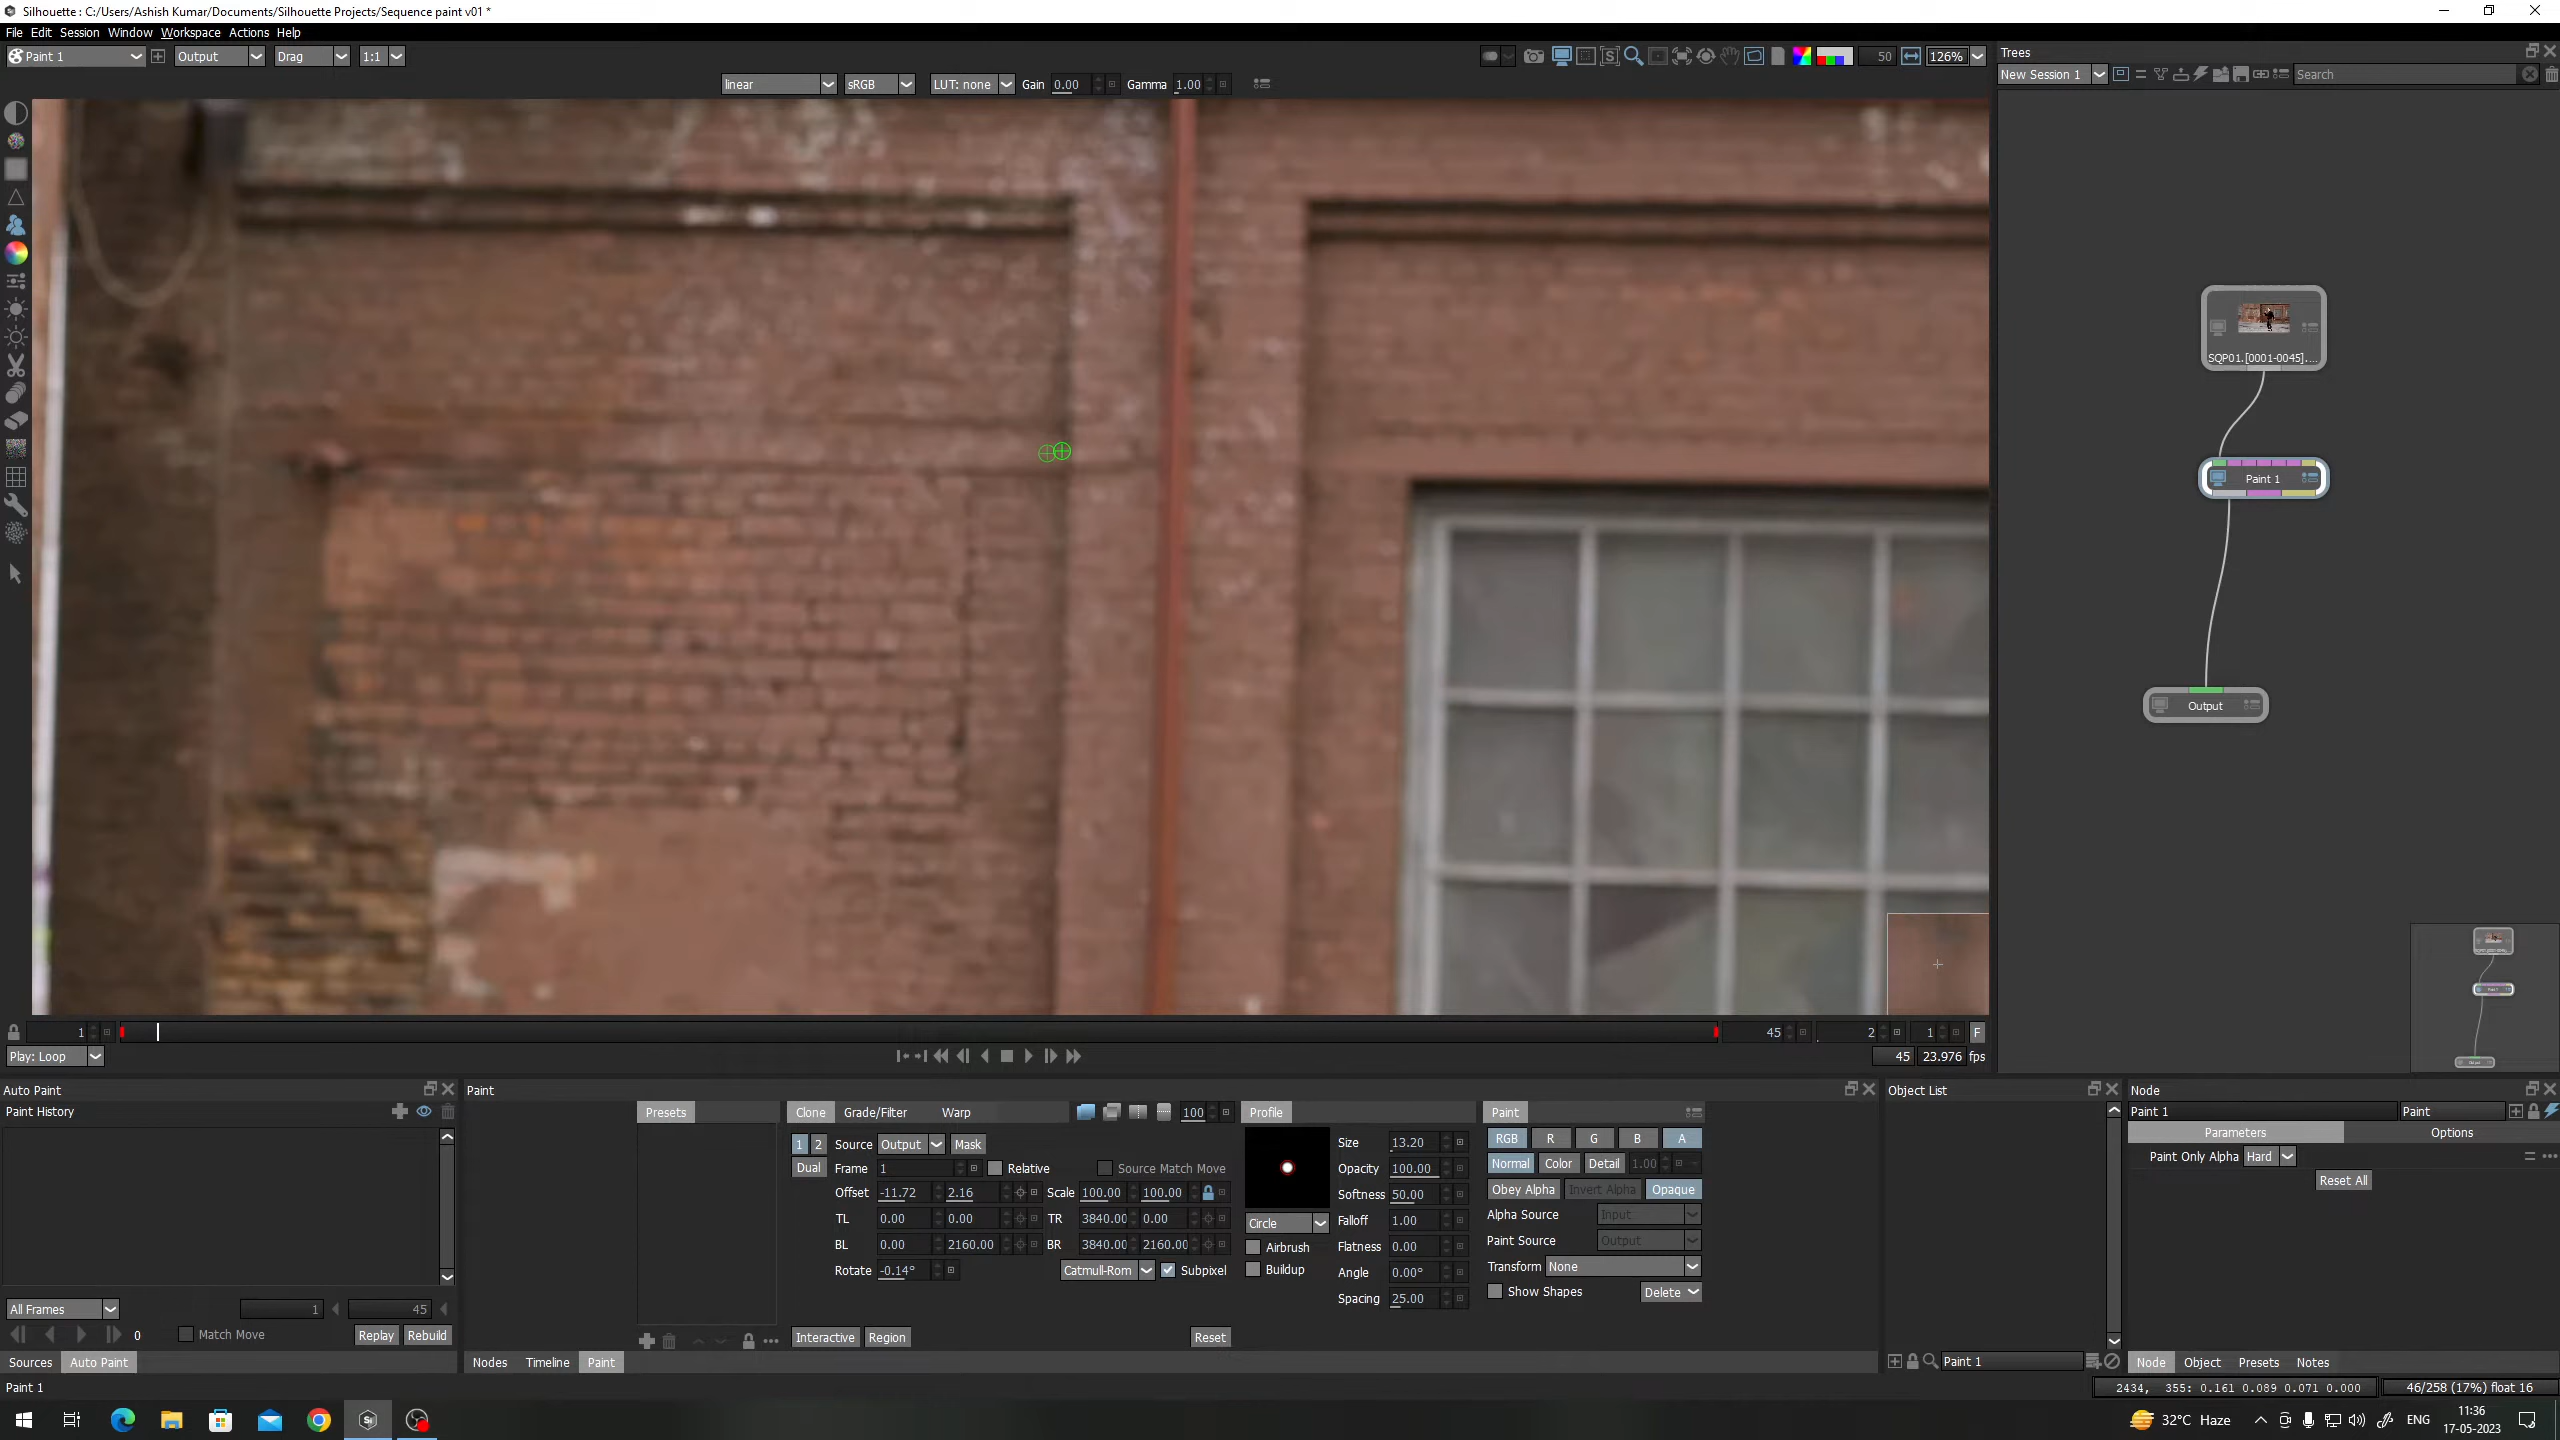 Silhouette : C:/Users/Ashish Kumar/Documents/Silhouette Projects/Sequence paint v01 *
File Edit Session Window Workspace Actions Help
Paint 1 Output Drag 1:1 50 126%
linear sRGB LUT: none Gain 0.00 Gamma 1.00
Trees
New Session 1 Search
SQP01.[0001-0045]....
Paint 1
Output
1 45 2 1 F
Play: Loop 45 23.976 fps
Auto Paint
Paint History
All Frames 1 45
0 Match Move Replay Rebuild
Sources Auto Paint
Paint
Presets
Clone Grade/Filter Warp 100
1 2 Source Output Mask
Dual Frame 1 Relative Source Match Move
Offset -11.72 2.16 Scale 100.00 100.00
TL 0.00 0.00 TR 3840.00 0.00
BL 0.00 2160.00 BR 3840.00 2160.00
Rotate -0.14° Catmull-Rom Subpixel
Interactive Region Reset
Nodes Timeline Paint
Profile
Circle
Airbrush
Buildup
Size 13.20
Opacity 100.00
Softness 50.00
Falloff 1.00
Flatness 0.00
Angle 0.00°
Spacing 25.00
Paint
RGB R G B A
Normal Color Detail 1.00
Obey Alpha Invert Alpha Opaque
Alpha Source Input
Paint Source Output
Transform None
Show Shapes Delete
Object List
Paint 1
Node
Paint 1 Paint
Parameters Options
Paint Only Alpha Hard
Reset All
Node Object Presets Notes
Paint 1
2434, 355: 0.161 0.089 0.071 0.000 46/258 (17%) float 16
32°C Haze ENG 11:36
17-05-2023